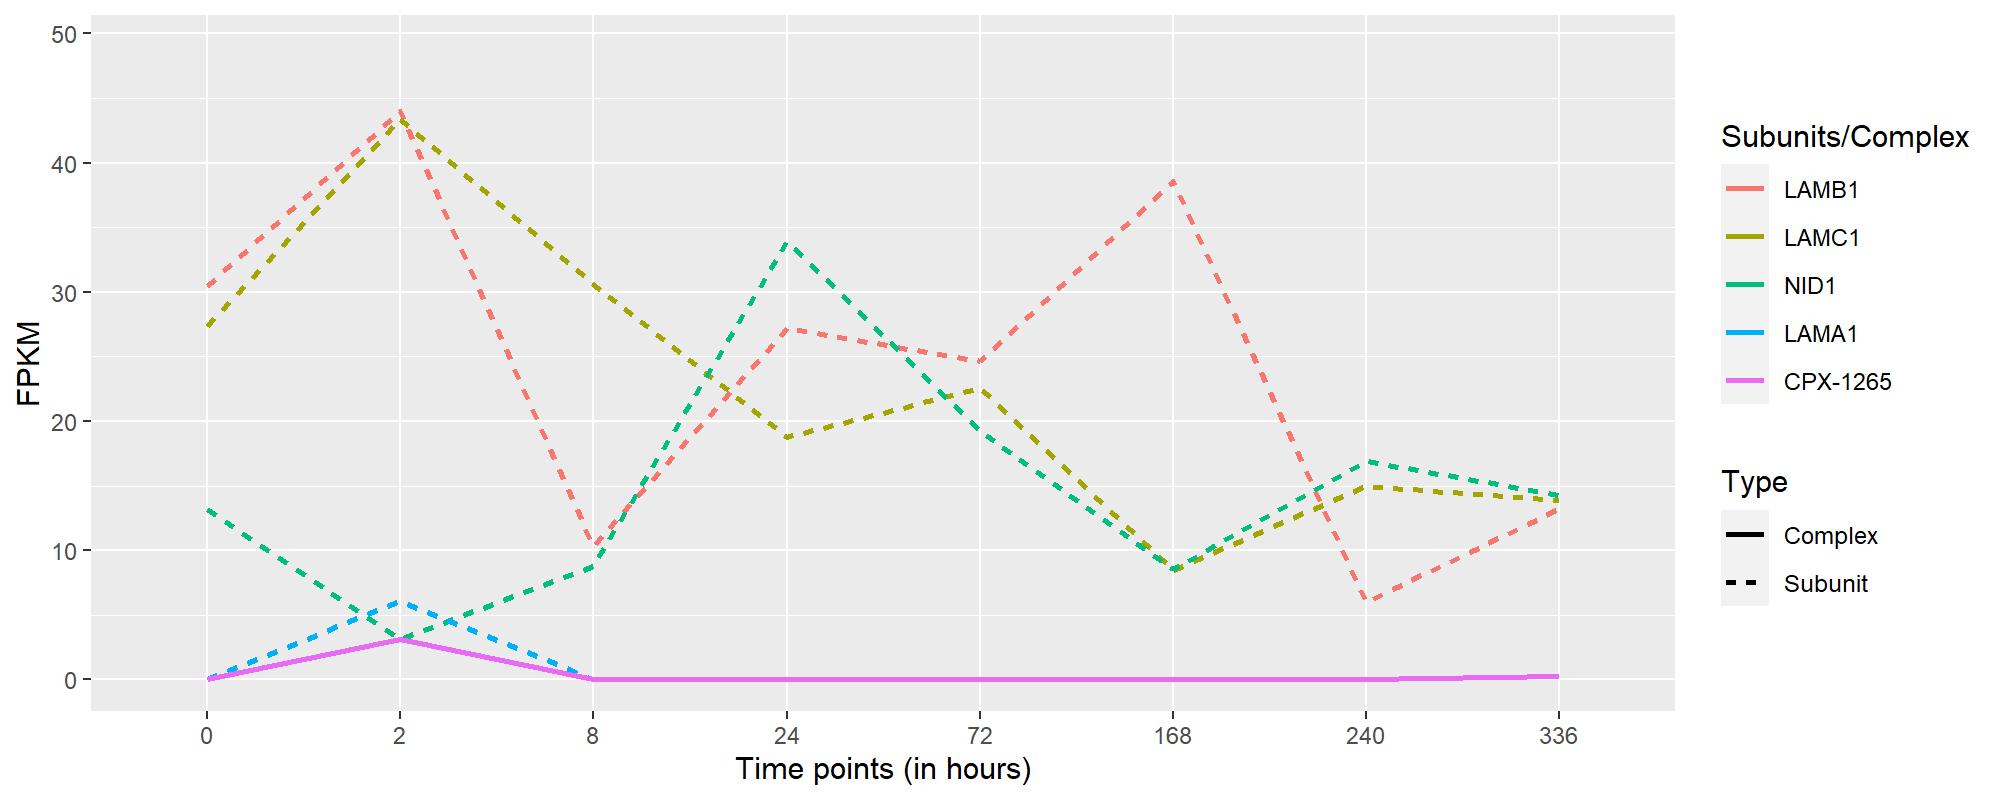 50
40
30
20
10
0
FPKM
0 2 8 24 72 168 240 336
Time points (in hours)
Subunits/Complex
LAMB1
LAMC1
NID1
LAMA1
CPX-1265
Type
Complex
Subunit